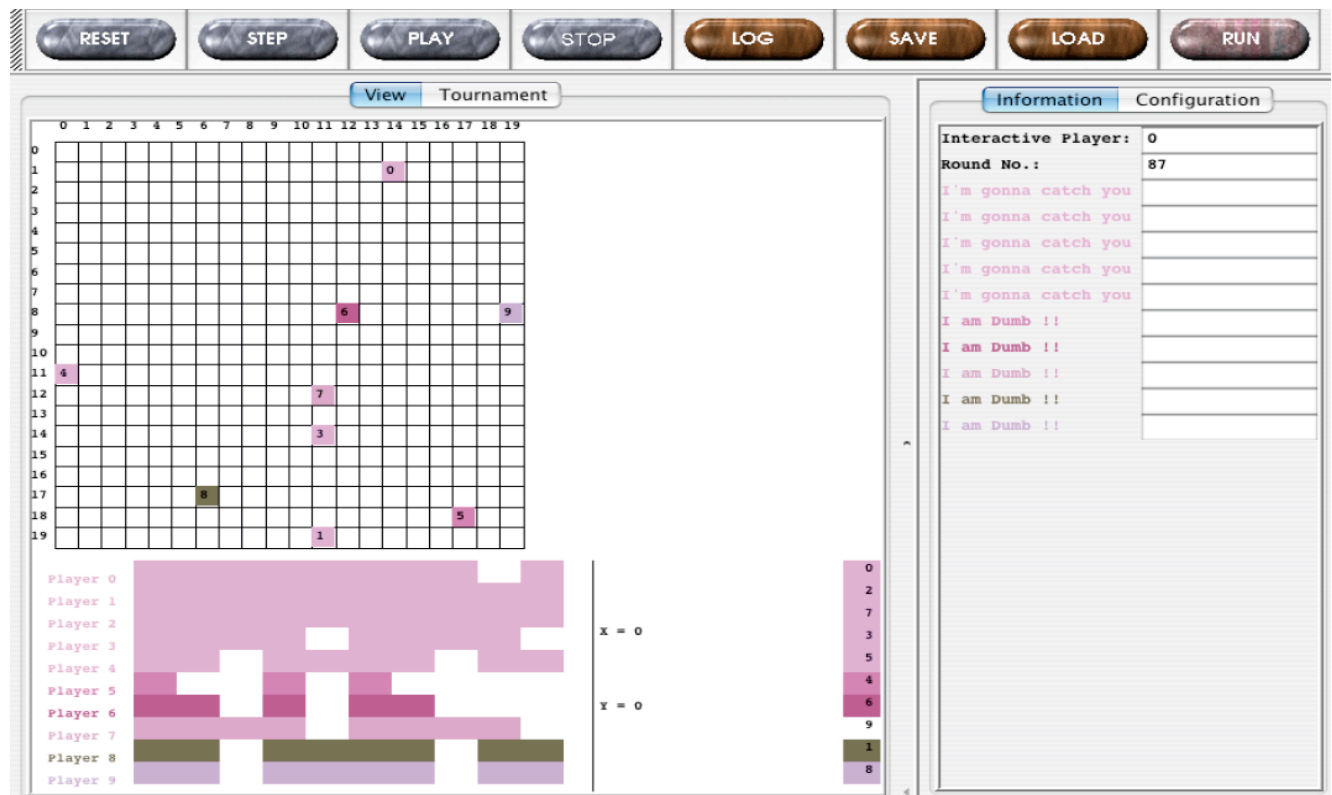 RESET STEP PLAY STOP LOG SAVE LOAD RUN
View Tournament
0 1 2 3 4 5 6 7 8 9 10 11 12 13 14 15 16 17 18 19
0
1 0
2
3
4
5
6
7
8 6 9
9
10
11 4
12 7
13
14 3
15
16
17 8
18 5
19 1
Player 0
Player 1
Player 2
Player 3
Player 4
Player 5
Player 6
Player 7
Player 8
Player 9
X = 0
Y = 0
0
2
7
3
5
4
6
9
1
8
Information Configuration
Interactive Player: 0
Round No.: 87
I'm gonna catch you
I'm gonna catch you
I'm gonna catch you
I'm gonna catch you
I'm gonna catch you
I am Dumb !!
I am Dumb !!
I am Dumb !!
I am Dumb !!
I am Dumb !!